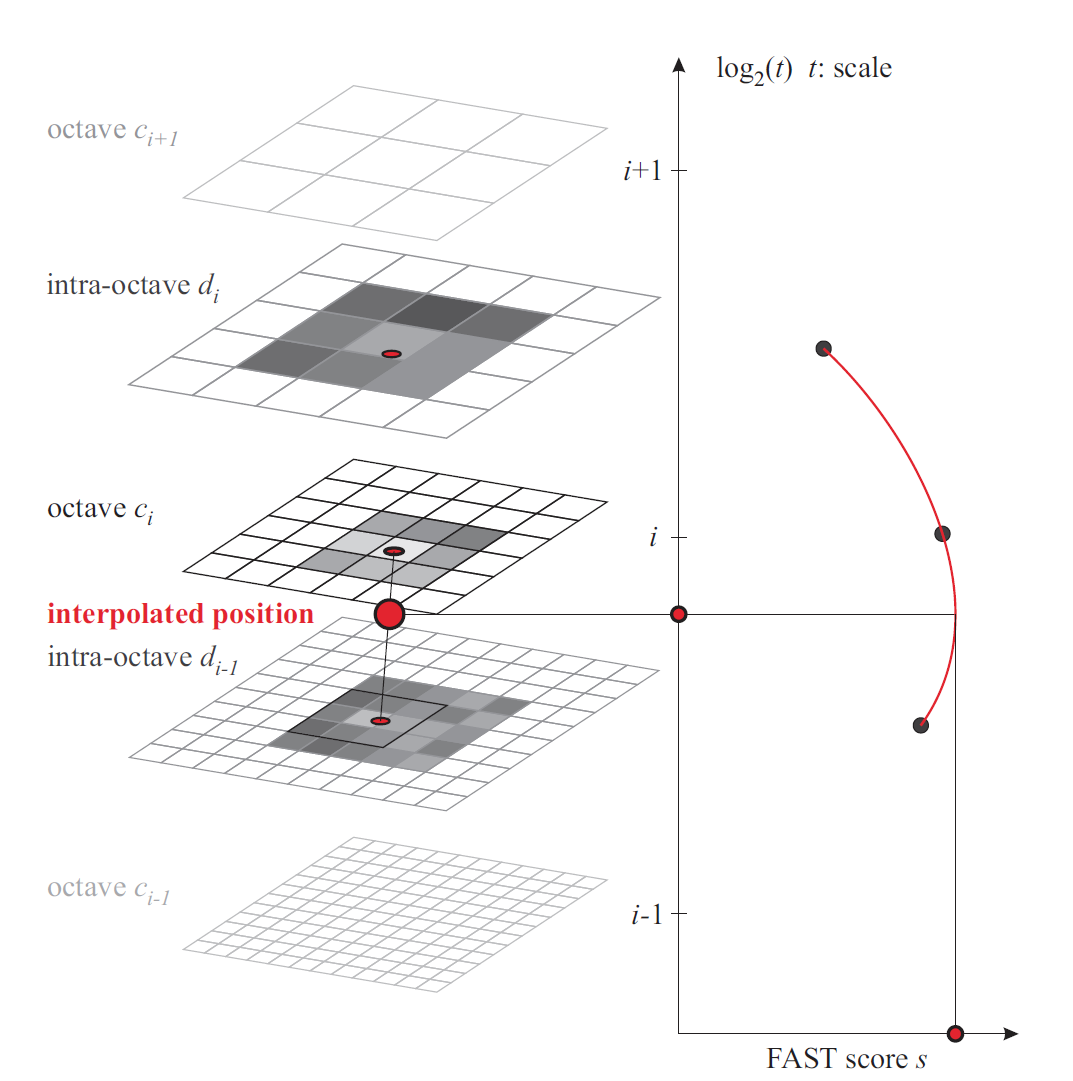 log₂(t) t: scale
octave cᵢ₊₁
i+1
intra-octave dᵢ
octave cᵢ
i
interpolated position
intra-octave dᵢ₋₁
octave cᵢ₋₁
i-1
FAST score s